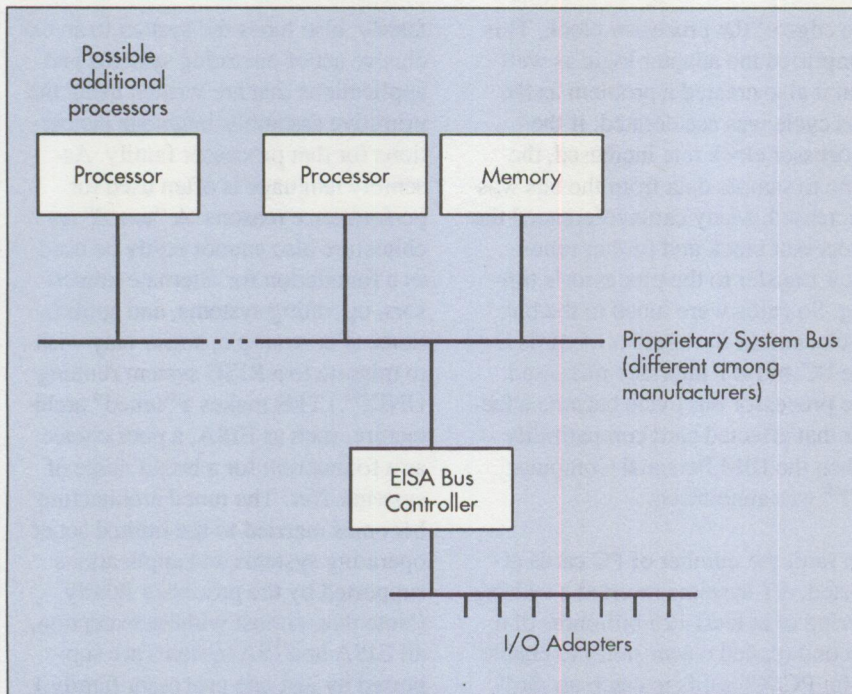 Possible
additional
processors
Processor
Processor
Memory
Proprietary System Bus
(different among
manufacturers)
EISA Bus
Controller
I/O Adapters